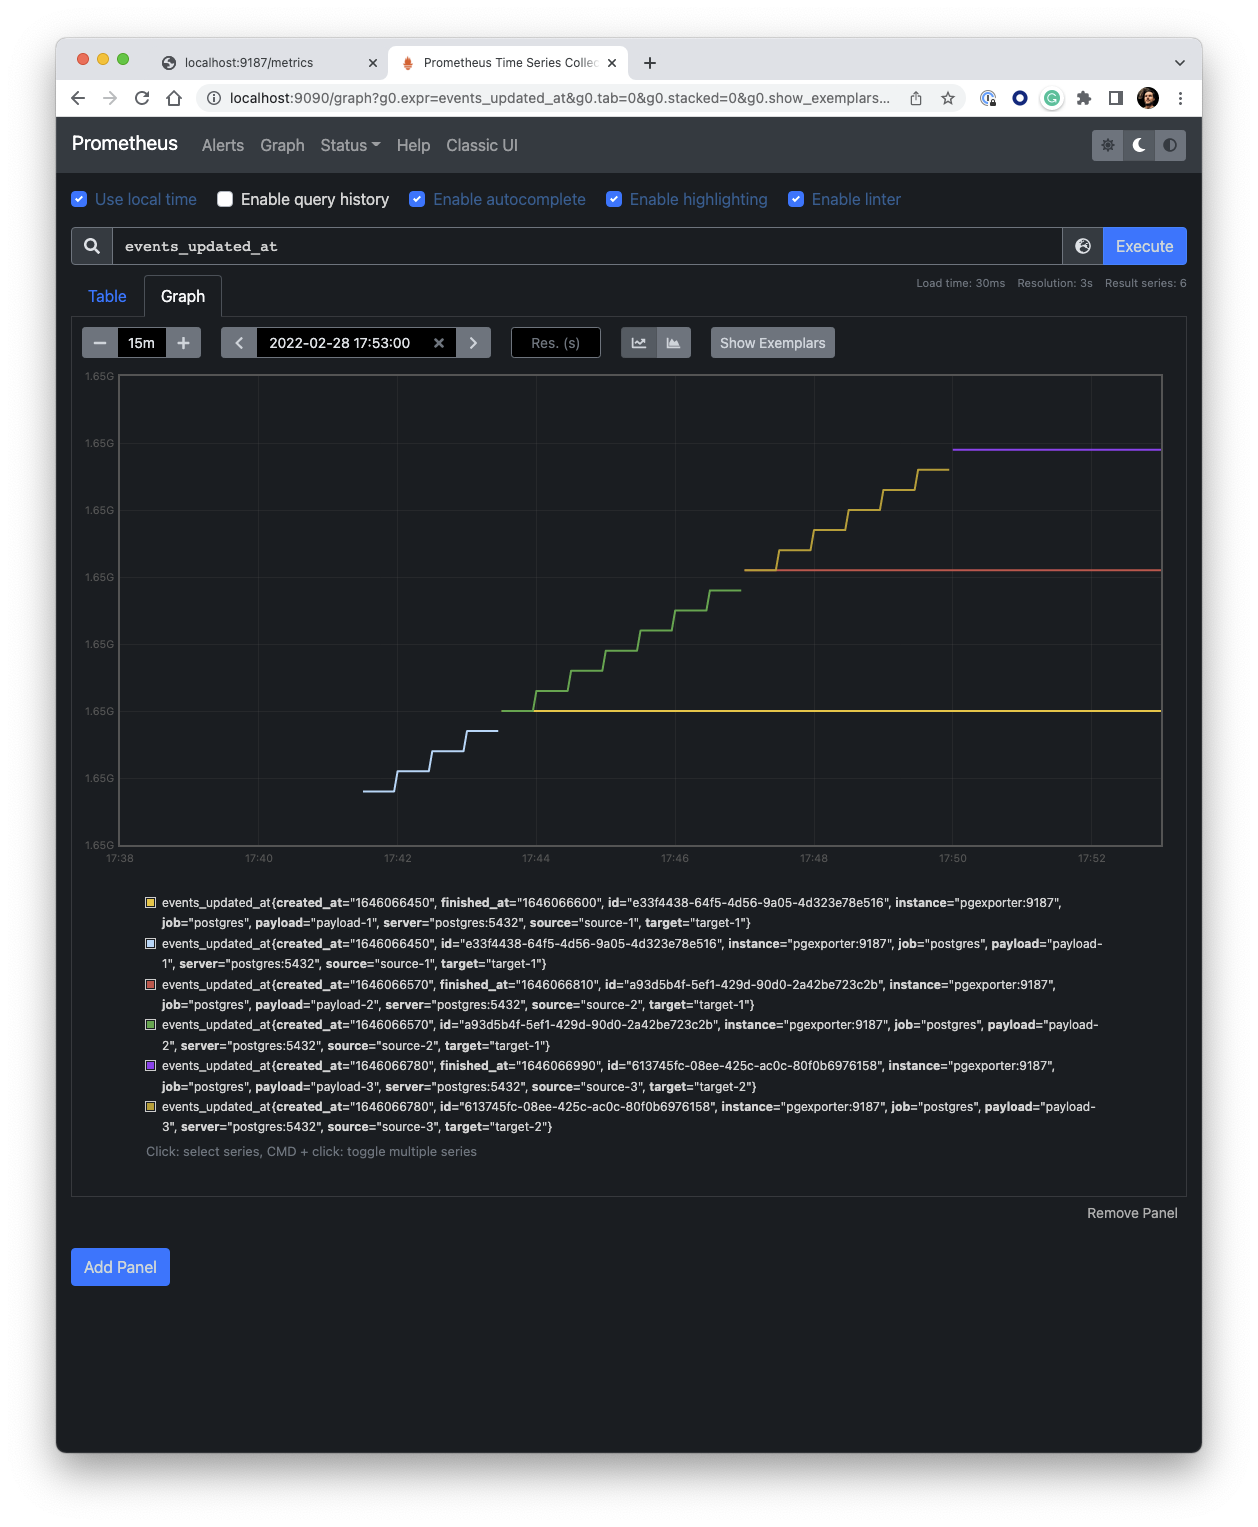 localhost:9187/metrics
Prometheus Time Series Collec
localhost:9090/graph?g0.expr=events_updated_at&g0.tab=0&g0.stacked=0&g0.show_exemplars...
Prometheus Alerts Graph Status Help Classic UI
Use local time Enable query history Enable autocomplete Enable highlighting Enable linter
events_updated_at Execute
Load time: 30ms Resolution: 3s Result series: 6
Table Graph
15m 2022-02-28 17:53:00 Res. (s) Show Exemplars
1.65G
1.65G
1.65G
1.65G
1.65G
1.65G
1.65G
1.65G
17:38 17:40 17:42 17:44 17:46 17:48 17:50 17:52
events_updated_at{created_at="1646066450", finished_at="1646066600", id="e33f4438-64f5-4d56-9a05-4d323e78e516", instance="pgexporter:9187",
job="postgres", payload="payload-1", server="postgres:5432", source="source-1", target="target-1"}
events_updated_at{created_at="1646066450", id="e33f4438-64f5-4d56-9a05-4d323e78e516", instance="pgexporter:9187", job="postgres", payload="payload-
1", server="postgres:5432", source="source-1", target="target-1"}
events_updated_at{created_at="1646066570", finished_at="1646066810", id="a93d5b4f-5ef1-429d-90d0-2a42be723c2b", instance="pgexporter:9187",
job="postgres", payload="payload-2", server="postgres:5432", source="source-2", target="target-1"}
events_updated_at{created_at="1646066570", id="a93d5b4f-5ef1-429d-90d0-2a42be723c2b", instance="pgexporter:9187", job="postgres", payload="payload-
2", server="postgres:5432", source="source-2", target="target-1"}
events_updated_at{created_at="1646066780", finished_at="1646066990", id="613745fc-08ee-425c-ac0c-80f0b6976158", instance="pgexporter:9187",
job="postgres", payload="payload-3", server="postgres:5432", source="source-3", target="target-2"}
events_updated_at{created_at="1646066780", id="613745fc-08ee-425c-ac0c-80f0b6976158", instance="pgexporter:9187", job="postgres", payload="payload-
3", server="postgres:5432", source="source-3", target="target-2"}
Click: select series, CMD + click: toggle multiple series
Remove Panel
Add Panel